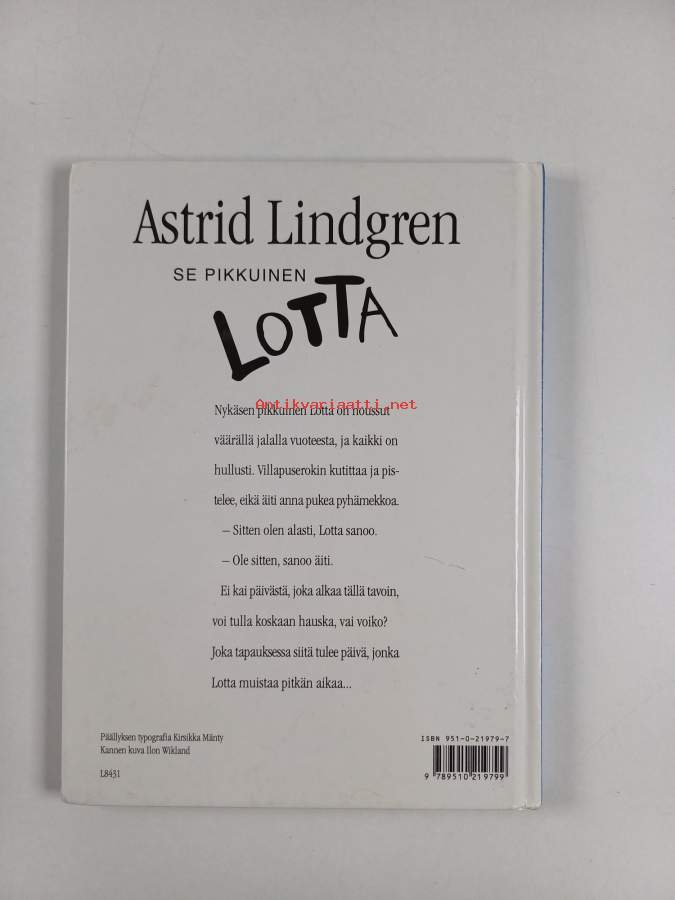 Astrid Lindgren
SE PIKKUINEN
LOTTA
Antikvariaatti.net
Nykäsen pikkuinen Lotta on noussut
väärällä jalalla vuoteesta, ja kaikki on
hullusti. Villapuserokin kutittaa ja pis-
telee, eikä äiti anna pukea pyhämekkoa.
– Sitten olen alasti, Lotta sanoo.
– Ole sitten, sanoo äiti.
Ei kai päivästä, joka alkaa tällä tavoin,
voi tulla koskaan hauska, vai voiko?
Joka tapauksessa siitä tulee päivä, jonka
Lotta muistaa pitkän aikaa...
Päällyksen typografia Kirsikka Mänty
Kannen kuva Ilon Wikland
L8431
ISBN 951-0-21979-7
9 789510 219799